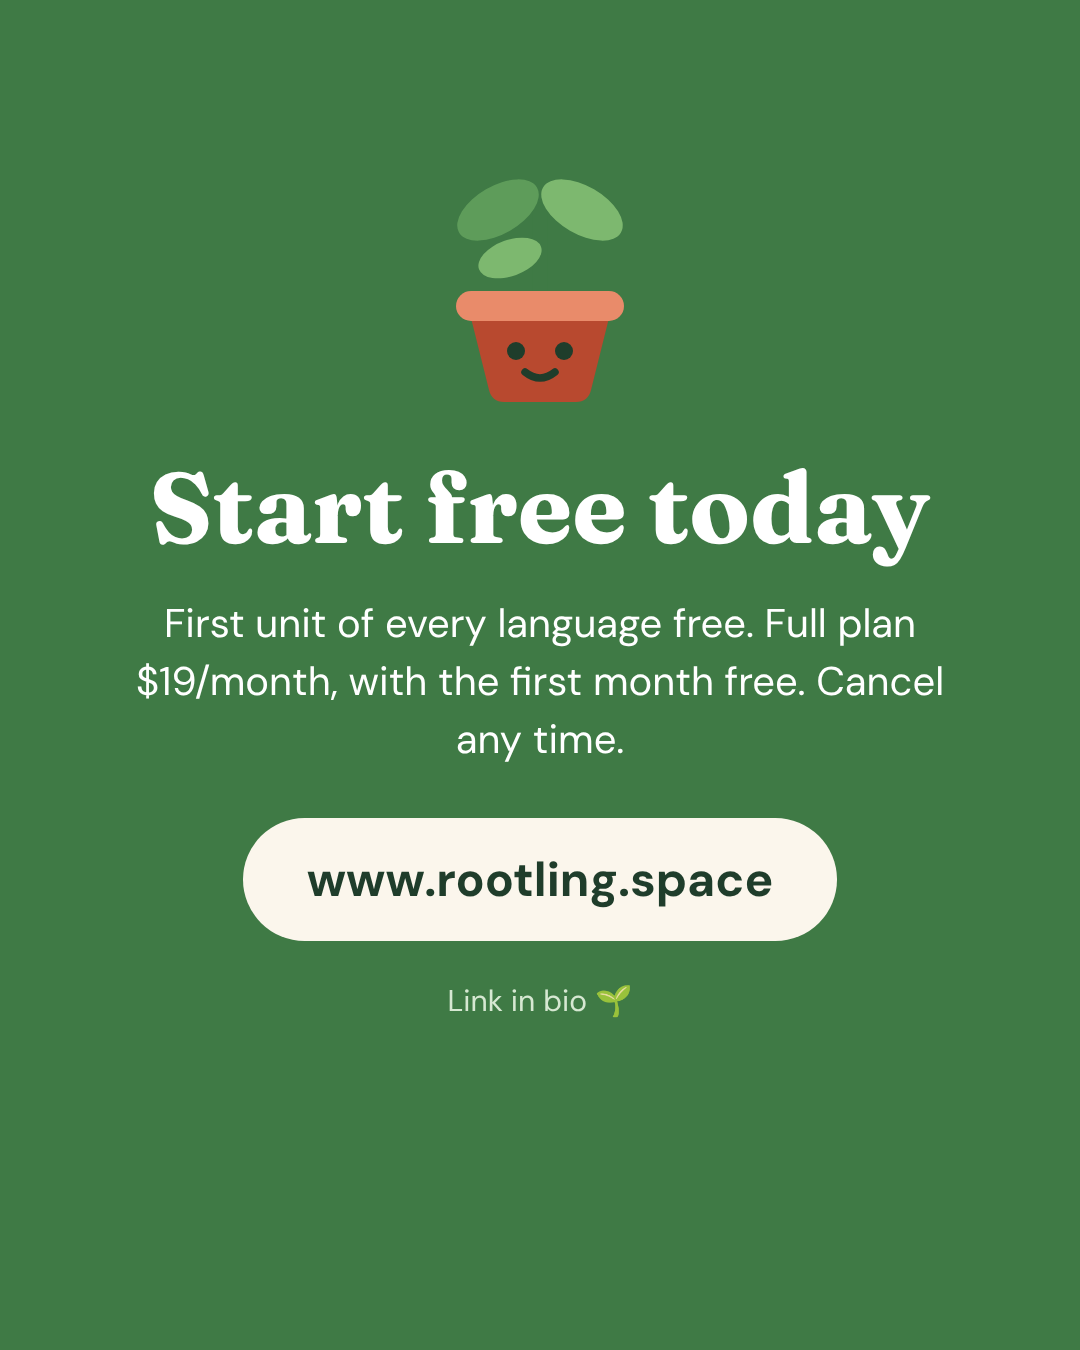 Start free today
First unit of every language free. Full plan
$19/month, with the first month free. Cancel
any time.
www.rootling.space
Link in bio 🌱